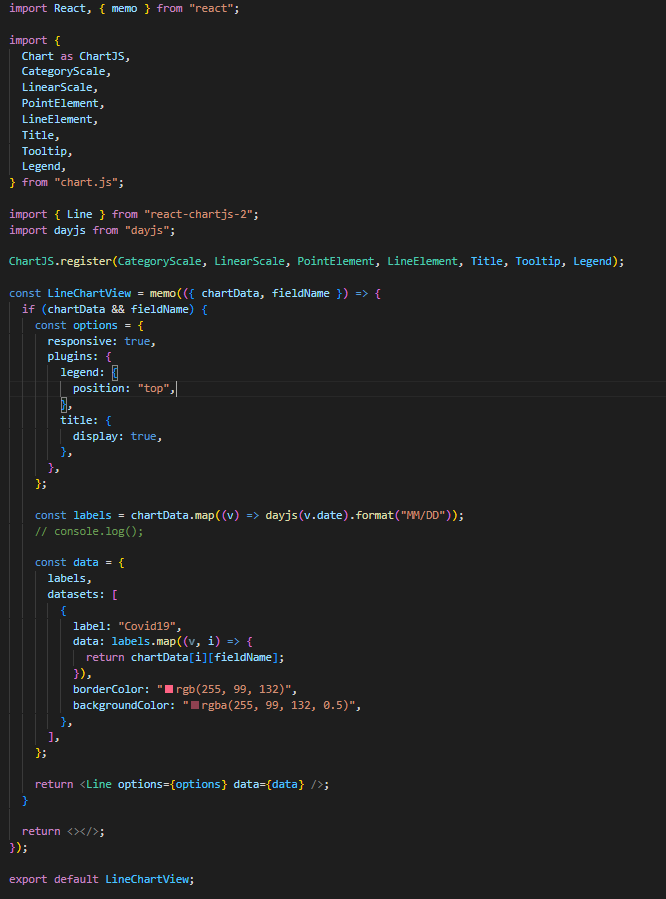 import React, { memo } from "react";

import {
  Chart as ChartJS,
  CategoryScale,
  LinearScale,
  PointElement,
  LineElement,
  Title,
  Tooltip,
  Legend,
} from "chart.js";

import { Line } from "react-chartjs-2";
import dayjs from "dayjs";

ChartJS.register(CategoryScale, LinearScale, PointElement, LineElement, Title, Tooltip, Legend);

const LineChartView = memo(({ chartData, fieldName }) => {
  if (chartData && fieldName) {
    const options = {
      responsive: true,
      plugins: {
        legend: {
          position: "top",
        },
        title: {
          display: true,
        },
      },
    };

    const labels = chartData.map((v) => dayjs(v.date).format("MM/DD"));
    // console.log();

    const data = {
      labels,
      datasets: [
        {
          label: "Covid19",
          data: labels.map((v, i) => {
            return chartData[i][fieldName];
          }),
          borderColor: "rgb(255, 99, 132)",
          backgroundColor: "rgba(255, 99, 132, 0.5)",
        },
      ],
    };

    return <Line options={options} data={data} />;
  }

  return <></>;
});

export default LineChartView;